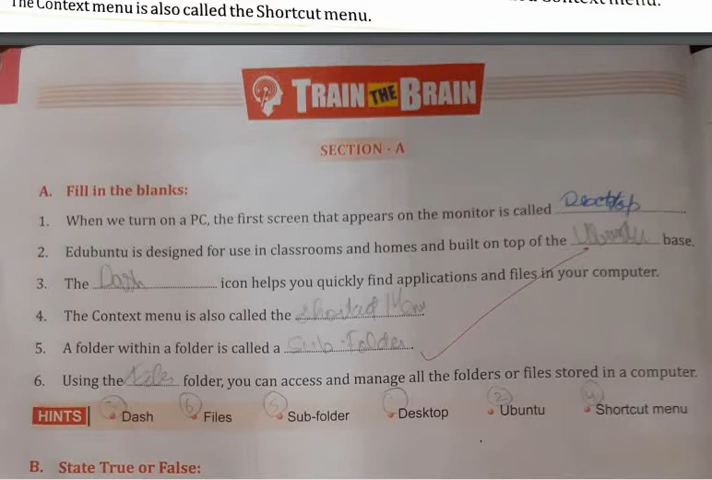 The Context menu is also called the Shortcut menu.
TRAIN THE BRAIN
SECTION - A
A. Fill in the blanks:
1. When we turn on a PC, the first screen that appears on the monitor is called Desktop
2. Edubuntu is designed for use in classrooms and homes and built on top of the Ubuntu base.
3. The Dash icon helps you quickly find applications and files in your computer.
4. The Context menu is also called the Shortcut Menu
5. A folder within a folder is called a Sub-Folder.
6. Using the files folder, you can access and manage all the folders or files stored in a computer.
HINTS 3 Dash 6 Files 5 Sub-folder 1 Desktop 2 Ubuntu 4 Shortcut menu
B. State True or False: